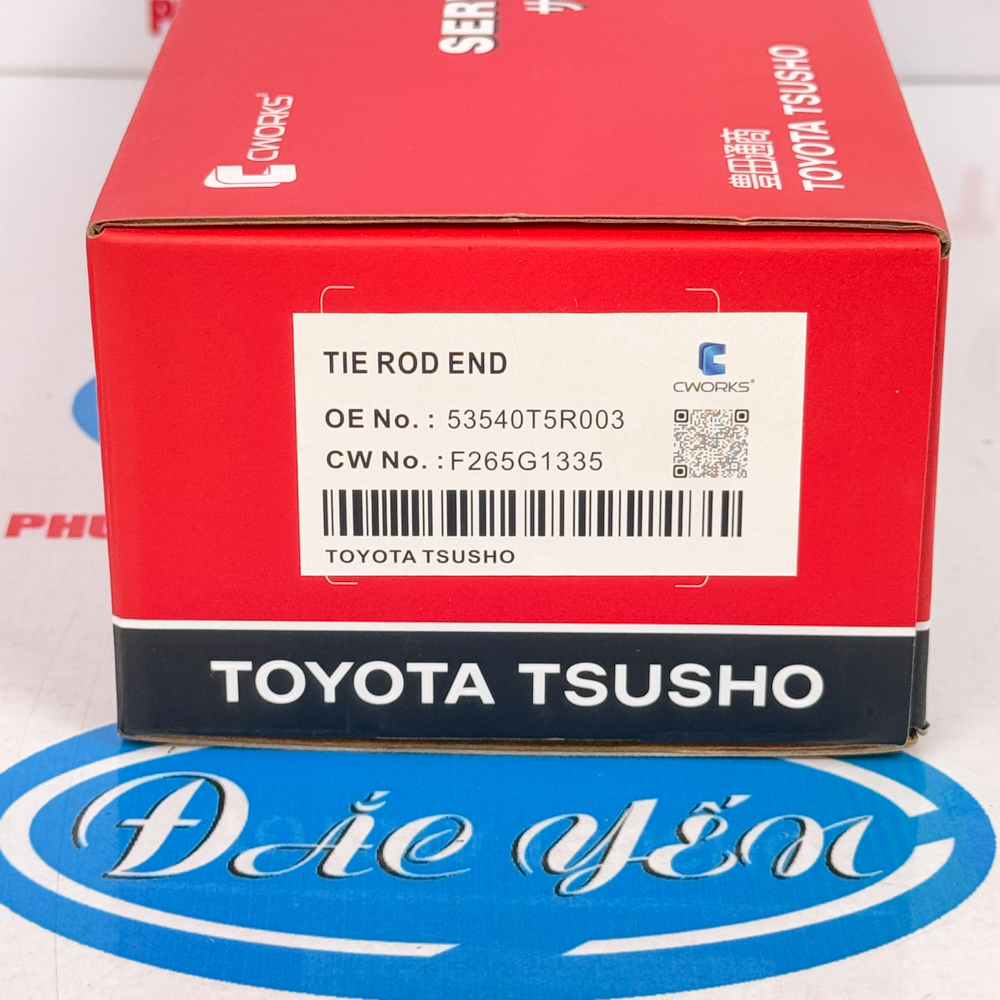 SER
サ
CWORKS
豊田通商
TOYOTA TSUSHO
TIE ROD END
CWORKS®
OE No. : 53540T5R003
CW No. : F265G1335
TOYOTA TSUSHO
TOYOTA TSUSHO
PHU
ĐẮC YẾN